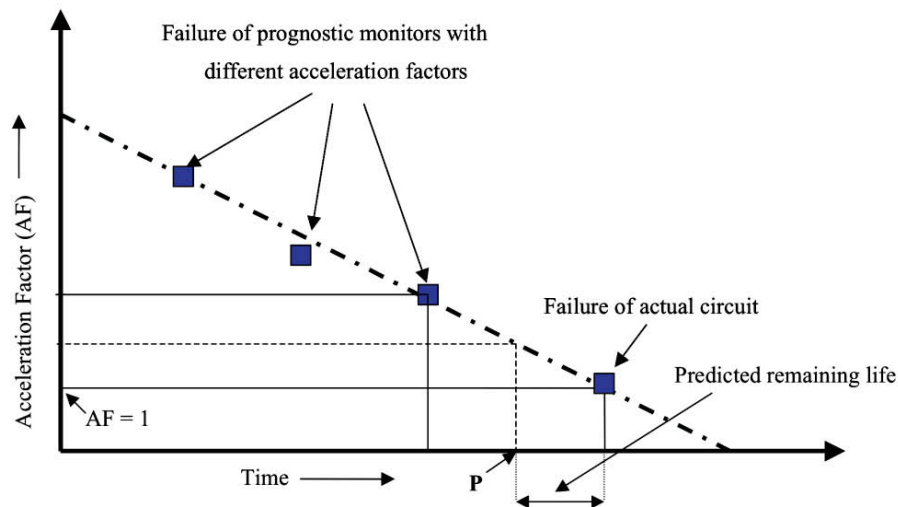 Failure of prognostic monitors with
different acceleration factors
Acceleration Factor (AF)
Failure of actual circuit
Predicted remaining life
AF = 1
Time
P